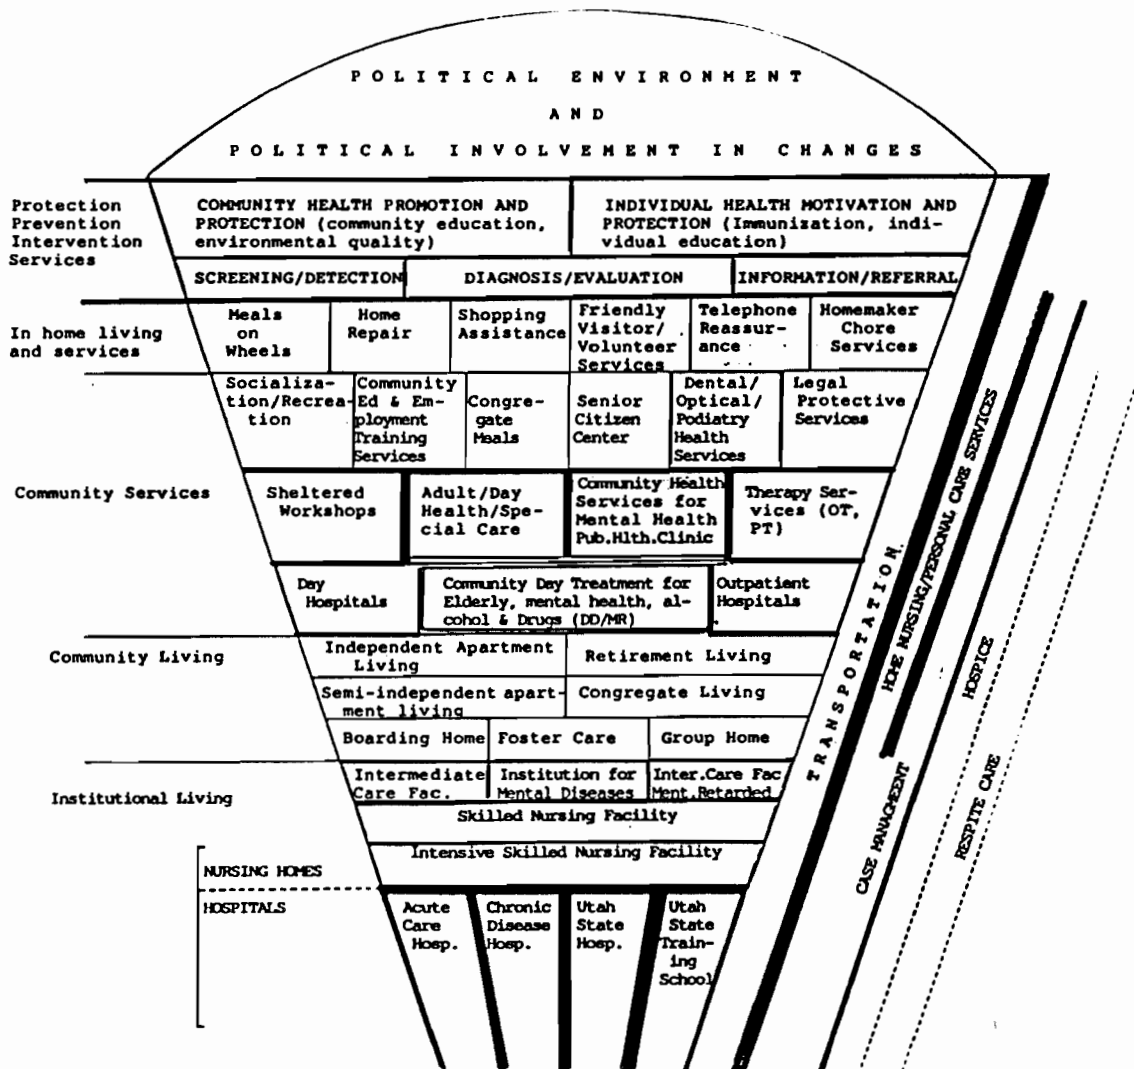 POLITICAL ENVIRONMENT
AND
POLITICAL INVOLVEMENT IN CHANGES
Protection
Prevention
Intervention
Services
COMMUNITY HEALTH PROMOTION AND
PROTECTION (community education,
environmental quality)
INDIVIDUAL HEALTH MOTIVATION AND
PROTECTION (Immunization, indi-
vidual education)
SCREENING/DETECTION
DIAGNOSIS/EVALUATION
INFORMATION/REFERRAL
In home living
and services
Meals
on
Wheels
Home
Repair
Shopping
Assistance
Friendly
Visitor/
Volunteer
Services
Telephone
Reassur-
ance
Homemaker
Chore
Services
Socializa-
tion/Recrea-
tion
Community
Ed & Em-
ployment
Training
Services
Congre-
gate
Meals
Senior
Citizen
Center
Dental/
Optical/
Podiatry
Health
Services
Legal
Protective
Services
Community Services
Sheltered
Workshops
Adult/Day
Health/Spe-
cial Care
Community Health
Services for
Mental Health
Pub.Hlth.Clinic
Therapy Ser-
vices (OT,
PT)
Day
Hospitals
Community Day Treatment for
Elderly, mental health, al-
cohol & Drugs (DD/MR)
Outpatient
Hospitals
Community Living
Independent Apartment
Living
Retirement Living
Semi-independent apart-
ment living
Congregate Living
Boarding Home
Foster Care
Group Home
Institutional Living
Intermediate
Care Fac.
Institution for
Mental Diseases
Inter.Care Fac
Ment.Retarded
Skilled Nursing Facility
Intensive Skilled Nursing Facility
NURSING HOMES
HOSPITALS
Acute
Care
Hosp.
Chronic
Disease
Hosp.
Utah
State
Hosp.
Utah
State
Train-
ing
School
TRANSPORTATION
HOME NURSING/PERSONAL CARE SERVICES
CASE MANAGMEENT
HOSPICE
RESPITE CARE